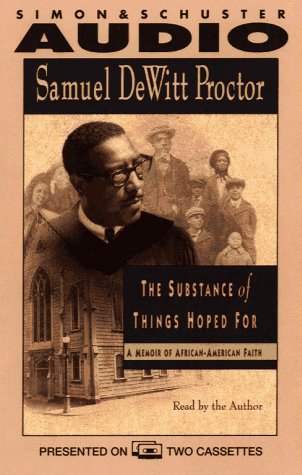 SIMON & SCHUSTER
AUDIO
Samuel DeWitt Proctor
THE SUBSTANCE of
THINGS HOPED FOR
A MEMOIR OF AFRICAN-AMERICAN FAITH
Read by the Author
PRESENTED ON TWO CASSETTES